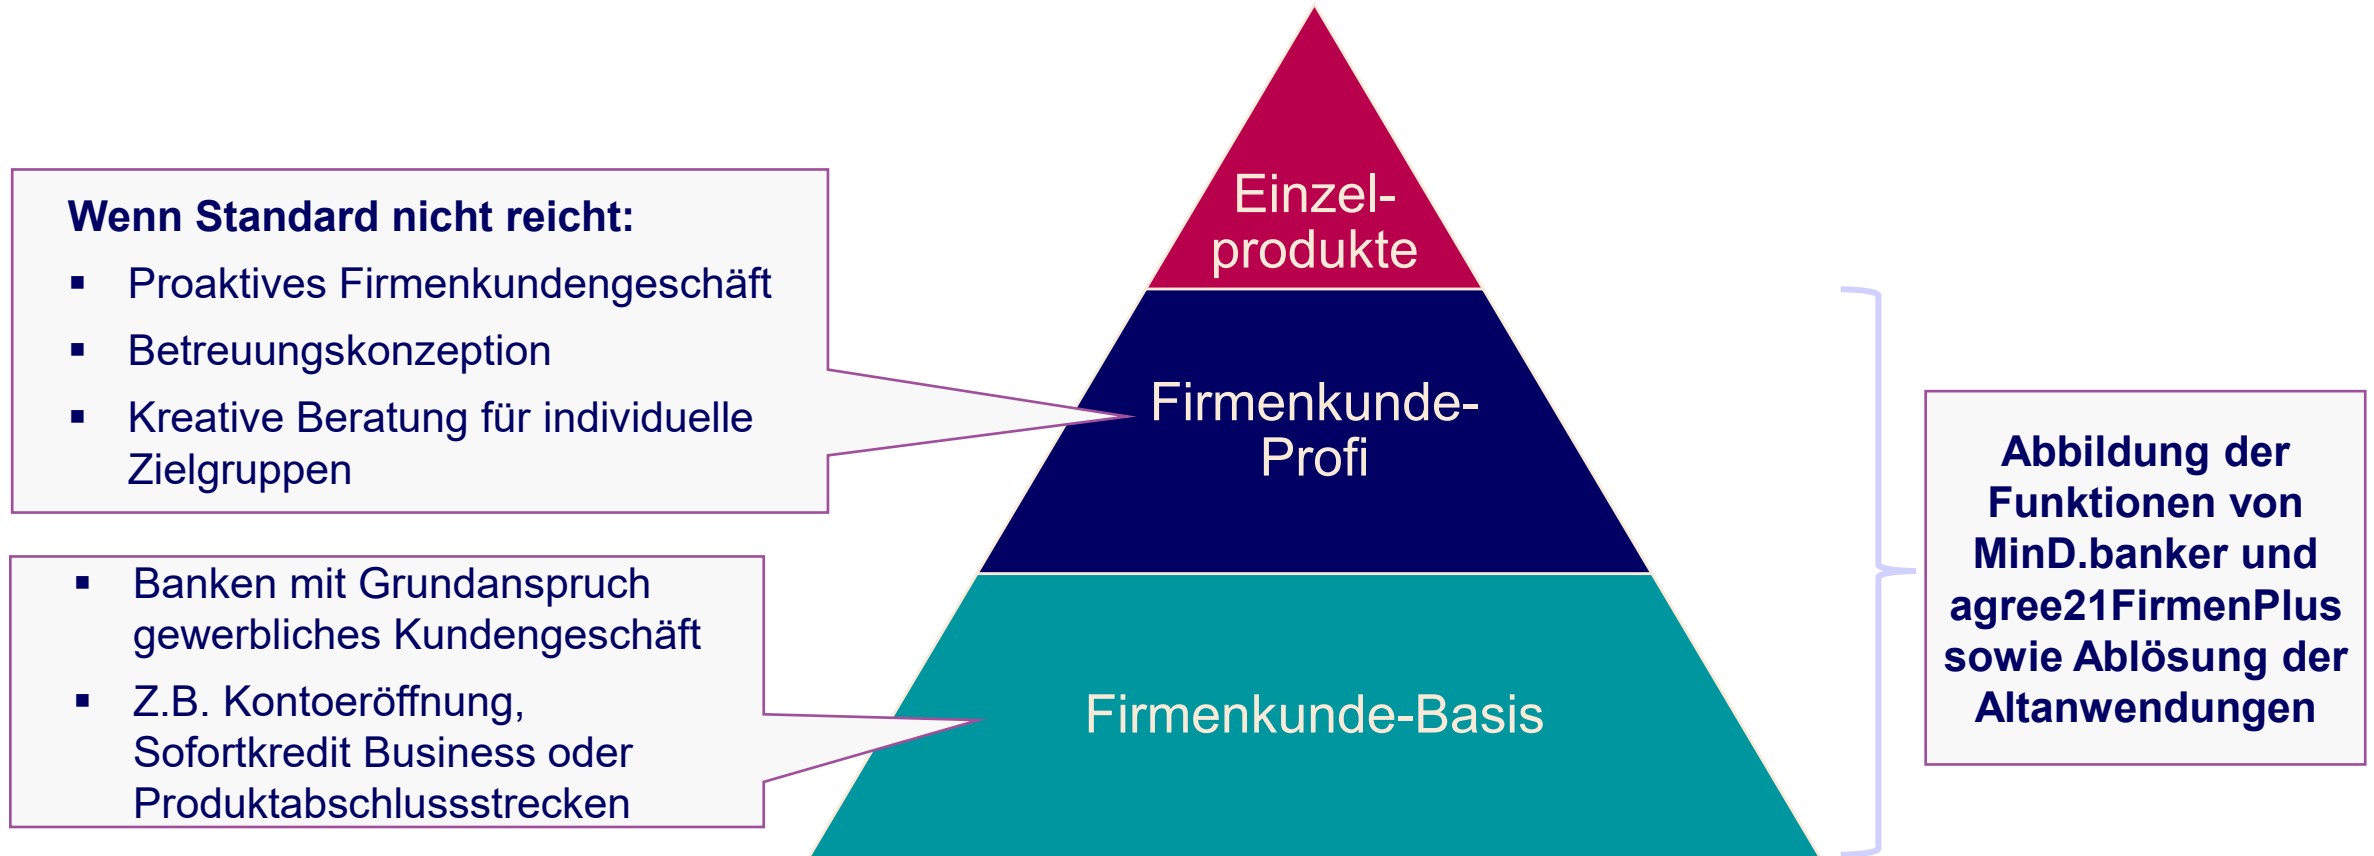 Einzel-
produkte
Wenn Standard nicht reicht:
▪ Proaktives Firmenkundengeschäft
▪ Betreuungskonzeption
▪ Kreative Beratung für individuelle
Zielgruppen
Firmenkunde-
Profi
▪ Banken mit Grundanspruch
gewerbliches Kundengeschäft
▪ Z.B. Kontoeröffnung,
Sofortkredit Business oder
Produktabschlussstrecken
Firmenkunde-Basis
Abbildung der
Funktionen von
MinD.banker und
agree21FirmenPlus
sowie Ablösung der
Altanwendungen